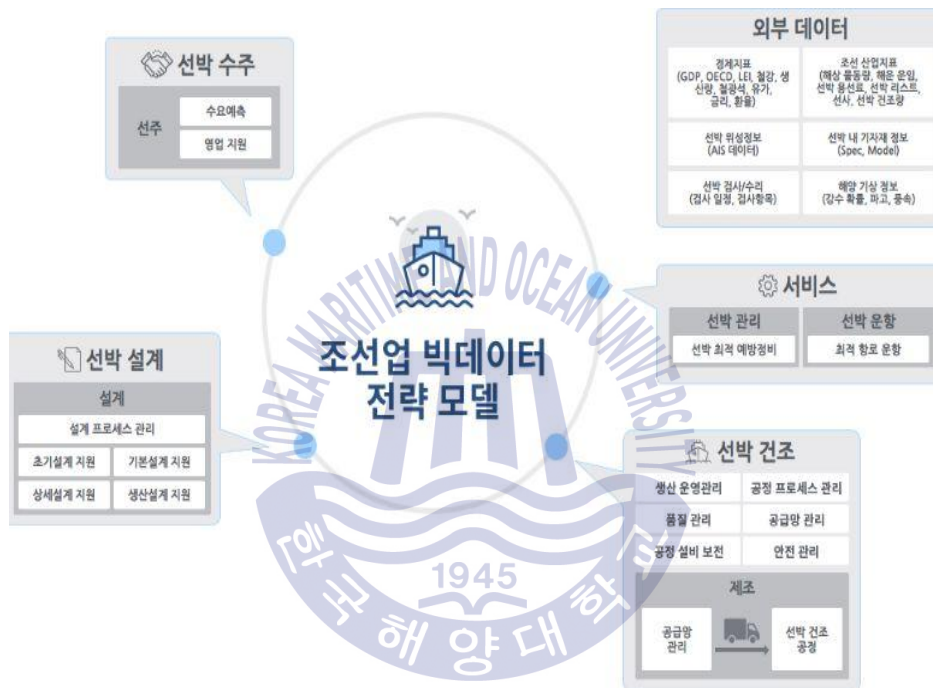 선박 수주
선주
수요예측
영업 지원
외부 데이터
경제지표
(GDP, OECD, LEI, 철강, 생
산량, 철광석, 유가,
금리, 환율)
조선 산업지표
(해상 물동량, 해운 운임,
선박 용선료, 선박 리스트,
선사, 선박 건조량)
선박 위성정보
(AIS 데이터)
선박 내 기자재 정보
(Spec, Model)
선박 검사/수리
(검사 일정, 검사항목)
해양 기상 정보
(강수 확률, 파고, 풍속)
서비스
선박 관리
선박 운항
선박 최적 예방정비
최적 항로 운항
조선업 빅데이터
전략 모델
선박 설계
설계
설계 프로세스 관리
초기설계 지원
기본설계 지원
상세설계 지원
생산설계 지원
선박 건조
생산 운영관리
공정 프로세스 관리
품질 관리
공급망 관리
공정 설비 보전
안전 관리
제조
공급망
관리
선박 건조
공정
KOREA MARITIME AND OCEAN UNIVERSITY
1945
한국해양대학교